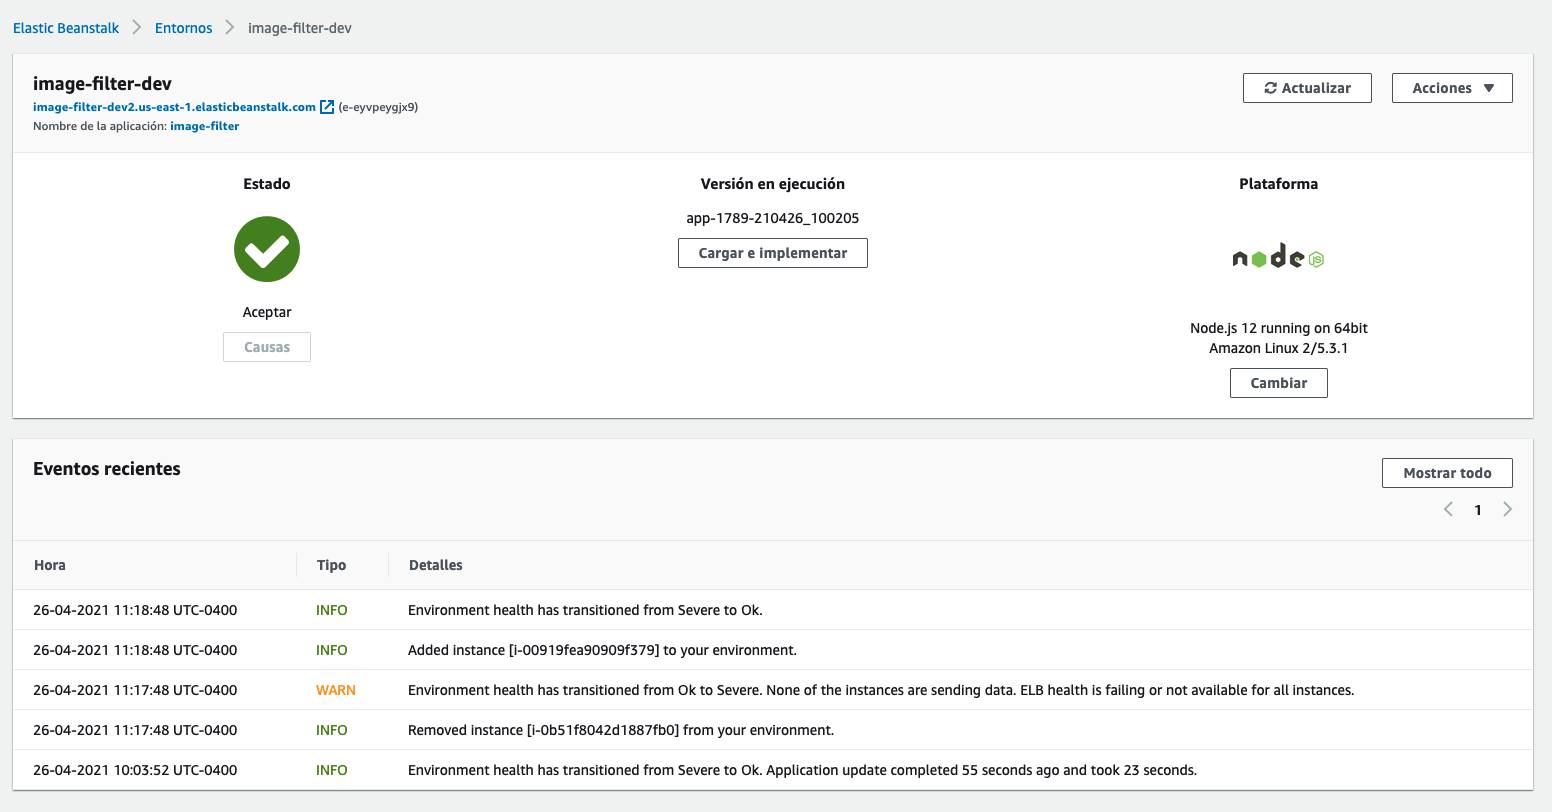 Elastic Beanstalk > Entornos > image-filter-dev
image-filter-dev
image-filter-dev2.us-east-1.elasticbeanstalk.com (e-eyvpeygjx9)
Nombre de la aplicación: image-filter
Actualizar
Acciones ▼
Estado
Aceptar
Causas
Versión en ejecución
app-1789-210426_100205
Cargar e implementar
Plataforma
node JS
Node.js 12 running on 64bit
Amazon Linux 2/5.3.1
Cambiar
Eventos recientes
Mostrar todo
< 1 >
Hora Tipo Detalles
26-04-2021 11:18:48 UTC-0400 INFO Environment health has transitioned from Severe to Ok.
26-04-2021 11:18:48 UTC-0400 INFO Added instance [i-00919fea90909f379] to your environment.
26-04-2021 11:17:48 UTC-0400 WARN Environment health has transitioned from Ok to Severe. None of the instances are sending data. ELB health is failing or not available for all instances.
26-04-2021 11:17:48 UTC-0400 INFO Removed instance [i-0b51f8042d1887fb0] from your environment.
26-04-2021 10:03:52 UTC-0400 INFO Environment health has transitioned from Severe to Ok. Application update completed 55 seconds ago and took 23 seconds.